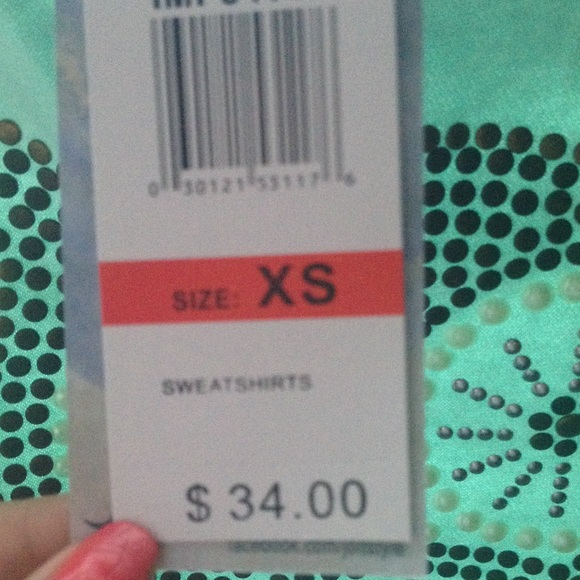 0 30121 53117 6
SIZE: XS
SWEATSHIRTS
$ 34.00